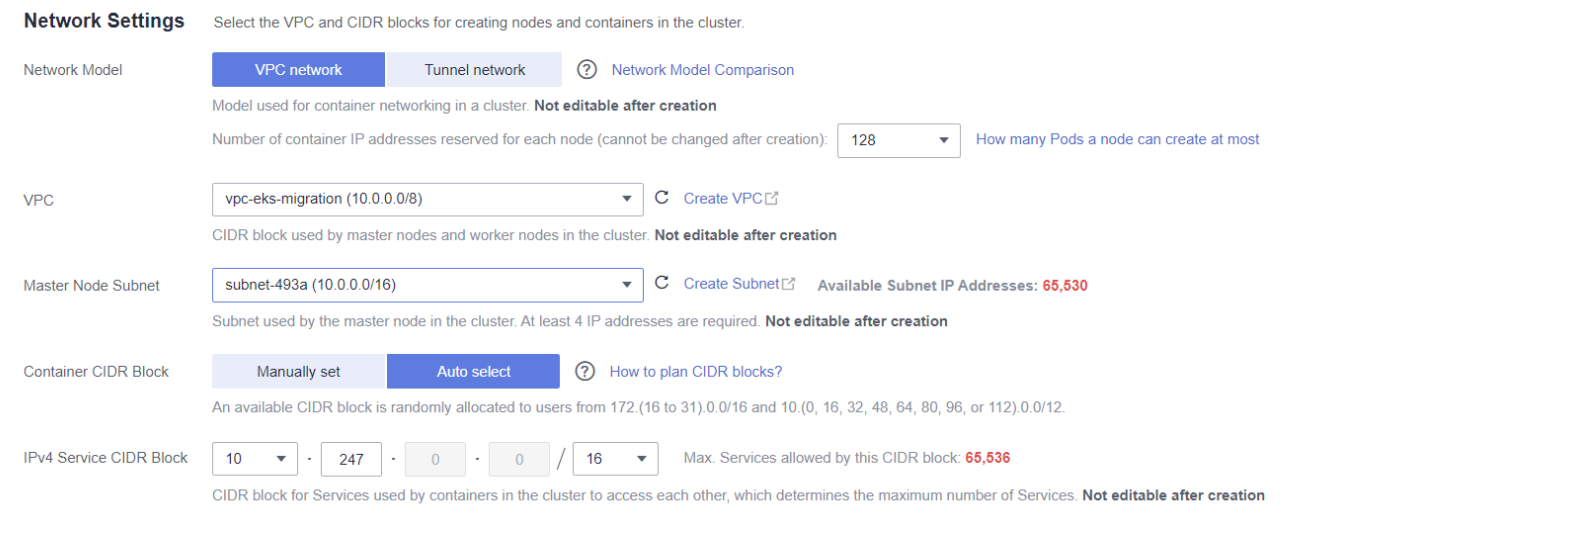 Network Settings Select the VPC and CIDR blocks for creating nodes and containers in the cluster.
Network Model VPC network Tunnel network ? Network Model Comparison
Model used for container networking in a cluster. Not editable after creation
Number of container IP addresses reserved for each node (cannot be changed after creation): 128 How many Pods a node can create at most
VPC vpc-eks-migration (10.0.0.0/8) Create VPC
CIDR block used by master nodes and worker nodes in the cluster. Not editable after creation
Master Node Subnet subnet-493a (10.0.0.0/16) Create Subnet Available Subnet IP Addresses: 65,530
Subnet used by the master node in the cluster. At least 4 IP addresses are required. Not editable after creation
Container CIDR Block Manually set Auto select ? How to plan CIDR blocks?
An available CIDR block is randomly allocated to users from 172.(16 to 31).0.0/16 and 10.(0, 16, 32, 48, 64, 80, 96, or 112).0.0/12.
IPv4 Service CIDR Block 10 · 247 · 0 · 0 / 16 Max. Services allowed by this CIDR block: 65,536
CIDR block for Services used by containers in the cluster to access each other, which determines the maximum number of Services. Not editable after creation